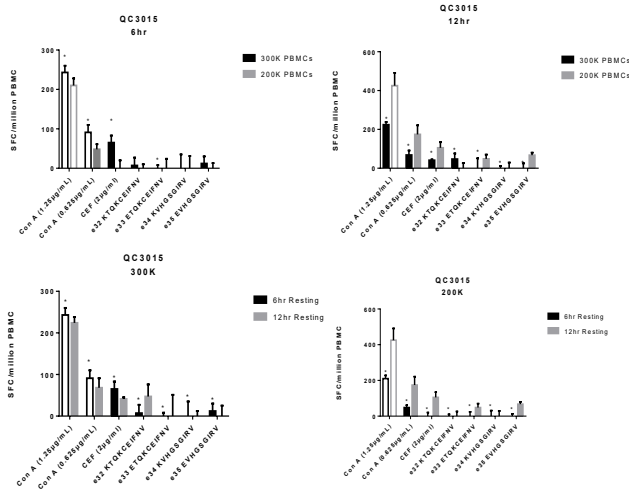 QC3015
6hr
SFC/million PBMC
300
200
100
0
300K PBMCs
200K PBMCs
* * * *
Con A (1.25µg/mL)
Con A (0.625µg/mL)
CEF (2µg/ml)
e32 KTQKCEIFNV
e33 ETQKCEIFNV
e34 KVHGSGIRV
e35 EVHGSGIRV
QC3015
12hr
SFC/million PBMC
600
400
200
0
300K PBMCs
200K PBMCs
* * * * * * *
Con A (1.25µg/mL)
Con A (0.625µg/mL)
CEF (2µg/ml)
e32 KTQKCEIFNV
e33 ETQKCEIFNV
e34 KVHGSGIRV
e35 EVHGSGIRV
QC3015
300K
SFC/million PBMC
300
200
100
0
6hr Resting
12hr Resting
* * * * * * *
Con A (1.25µg/mL)
Con A (0.625µg/mL)
CEF (2µg/ml)
e32 KTQKCEIFNV
e33 ETQKCEIFNV
e34 KVHGSGIRV
e35 EVHGSGIRV
QC3015
200K
SFC/million PBMC
600
400
200
0
6hr Resting
12hr Resting
* * * * * * *
Con A (1.25µg/mL)
Con A (0.625µg/mL)
CEF (2µg/ml)
e32 KTQKCEIFNV
e33 ETQKCEIFNV
e34 KVHGSGIRV
e35 EVHGSGIRV